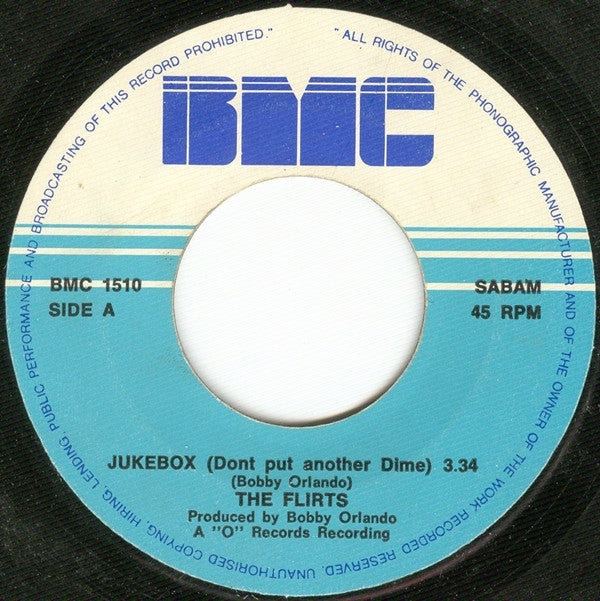 "ALL RIGHTS OF THE PHONOGRAPHIC MANUFACTURER AND OF THE OWNER OF THE WORK RECORDED RESERVED. UNAUTHORISED COPYING, HIRING, LENDING, PUBLIC PERFORMANCE AND BROADCASTING OF THIS RECORD PROHIBITED."
BMC
BMC 1510
SIDE A
SABAM
45 RPM
JUKEBOX (Dont put another Dime) 3.34
(Bobby Orlando)
THE FLIRTS
Produced by Bobby Orlando
A "O" Records Recording